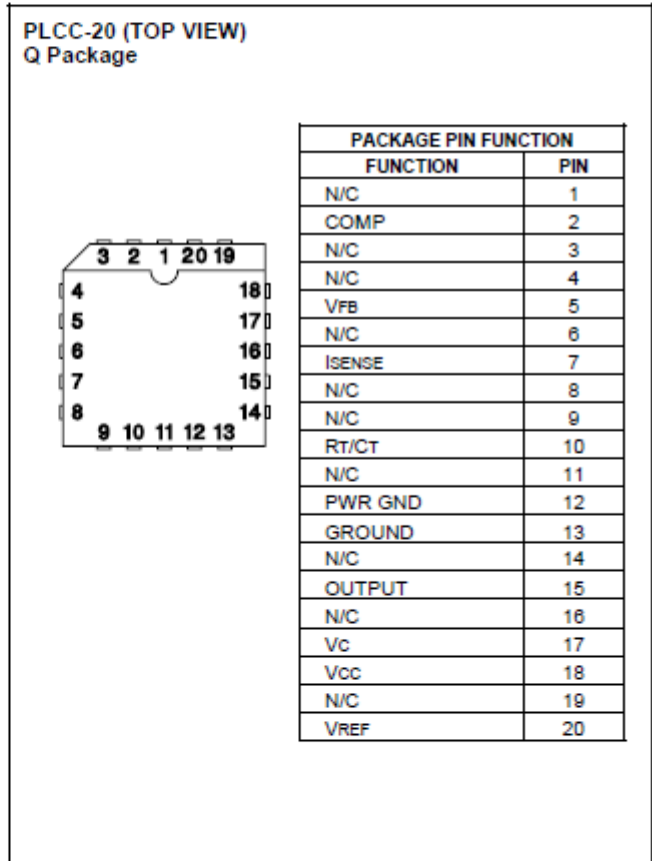 PLCC-20 (TOP VIEW)
Q Package
3 2 1 20 19
4 18
5 17
6 16
7 15
8 14
9 10 11 12 13
PACKAGE PIN FUNCTION
FUNCTION PIN
N/C 1
COMP 2
N/C 3
N/C 4
VFB 5
N/C 6
ISENSE 7
N/C 8
N/C 9
RT/CT 10
N/C 11
PWR GND 12
GROUND 13
N/C 14
OUTPUT 15
N/C 16
VC 17
VCC 18
N/C 19
VREF 20